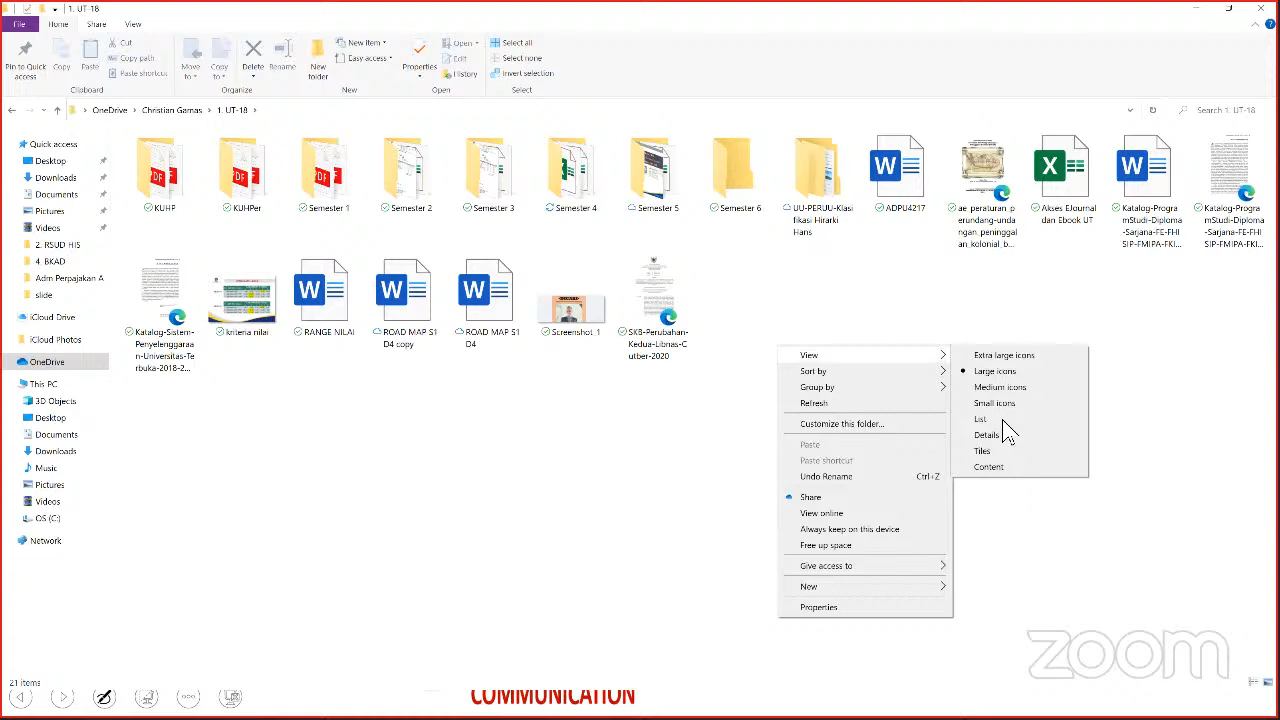 1. UT-18
File Home Share View
Pin to Quick access
Copy
Paste
Cut
Copy path
Paste shortcut
Clipboard
Move to
Copy to
Delete
Rename
Organize
New folder
New item
Easy access
New
Properties
Open
Edit
History
Open
Select all
Select none
Invert selection
Select
OneDrive Christian Gamas 1. UT-18
Search 1. UT-18
Quick access
Desktop
Downloads
Documents
Pictures
Videos
2. RSUD HIS
4. BKAD
Adm Perpajakan A
slide
iCloud Drive
iCloud Photos
OneDrive
This PC
3D Objects
Desktop
Documents
Downloads
Music
Pictures
Videos
OS (C:)
Network
KUHP
KUHPer
Semester 1
Semester 2
Semester 3
Semester 4
Semester 5
Semester 6
UU-PERUU-Klasi
fikasi Hirarki
Hans
ADPU4217
ae_peraturan_p
erundang-unda
ngan_peninggal
an_kolonial_b...
Akses EJournal
dan Ebook UT
Katalog-Progra
mStudi-Diploma
-Sarjana-FE-FHI
SIP-FMIPA-FKI...
Katalog-Progra
mStudi-Diploma
-Sarjana-FE-FHI
SIP-FMIPA-FKI...
Katalog-Sistem-
Penyelenggaraa
n-Universitas-Te
rbuka-2018-2...
kriteria nilai
RANGE NILAI
ROAD MAP S1
D4 copy
ROAD MAP S1
D4
Screenshot_1
SKB-Perubahan-
Kedua-Libnas-C
utber-2020
View
Sort by
Group by
Refresh
Customize this folder...
Paste
Paste shortcut
Undo Rename Ctrl+Z
Share
View online
Always keep on this device
Free up space
Give access to
New
Properties
Extra large icons
Large icons
Medium icons
Small icons
List
Details
Tiles
Content
zoom
21 items
COMMUNICATION